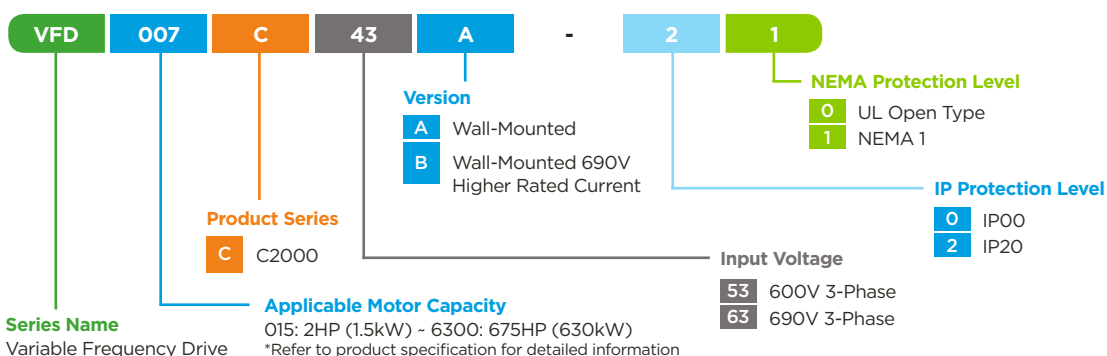 VFD 007 C 43 A - 2 1
NEMA Protection Level
0 UL Open Type
1 NEMA 1
Version
A Wall-Mounted
B Wall-Mounted 690V
Higher Rated Current
IP Protection Level
0 IP00
2 IP20
Product Series
C C2000
Input Voltage
53 600V 3-Phase
63 690V 3-Phase
Applicable Motor Capacity
015: 2HP (1.5kW) ~ 6300: 675HP (630kW)
*Refer to product specification for detailed information
Series Name
Variable Frequency Drive